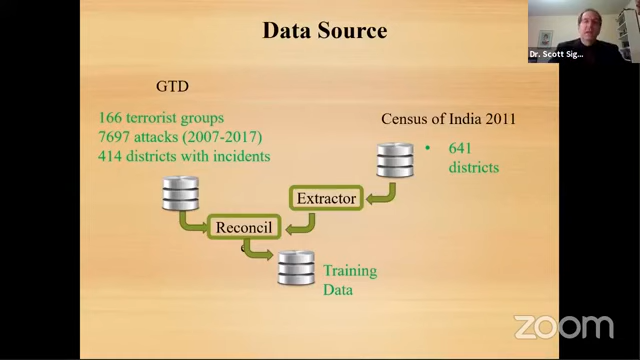 Data Source
Dr. Scott Sig...
GTD
166 terrorist groups
7697 attacks (2007-2017)
414 districts with incidents
Census of India 2011
• 641
districts
Extractor
Reconcil
Training
Data
zoom